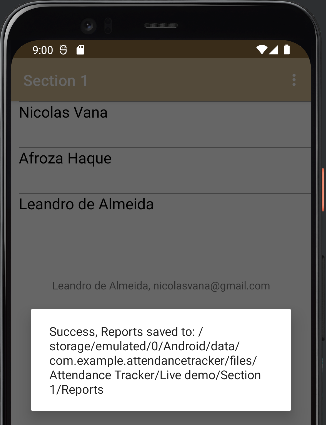 9:00
Section 1
Nicolas Vana
Afroza Haque
Leandro de Almeida
Leandro de Almeida, nicolasvana@gmail.com
Success, Reports saved to: /
storage/emulated/0/Android/data/
com.example.attendancetracker/files/
Attendance Tracker/Live demo/Section
1/Reports